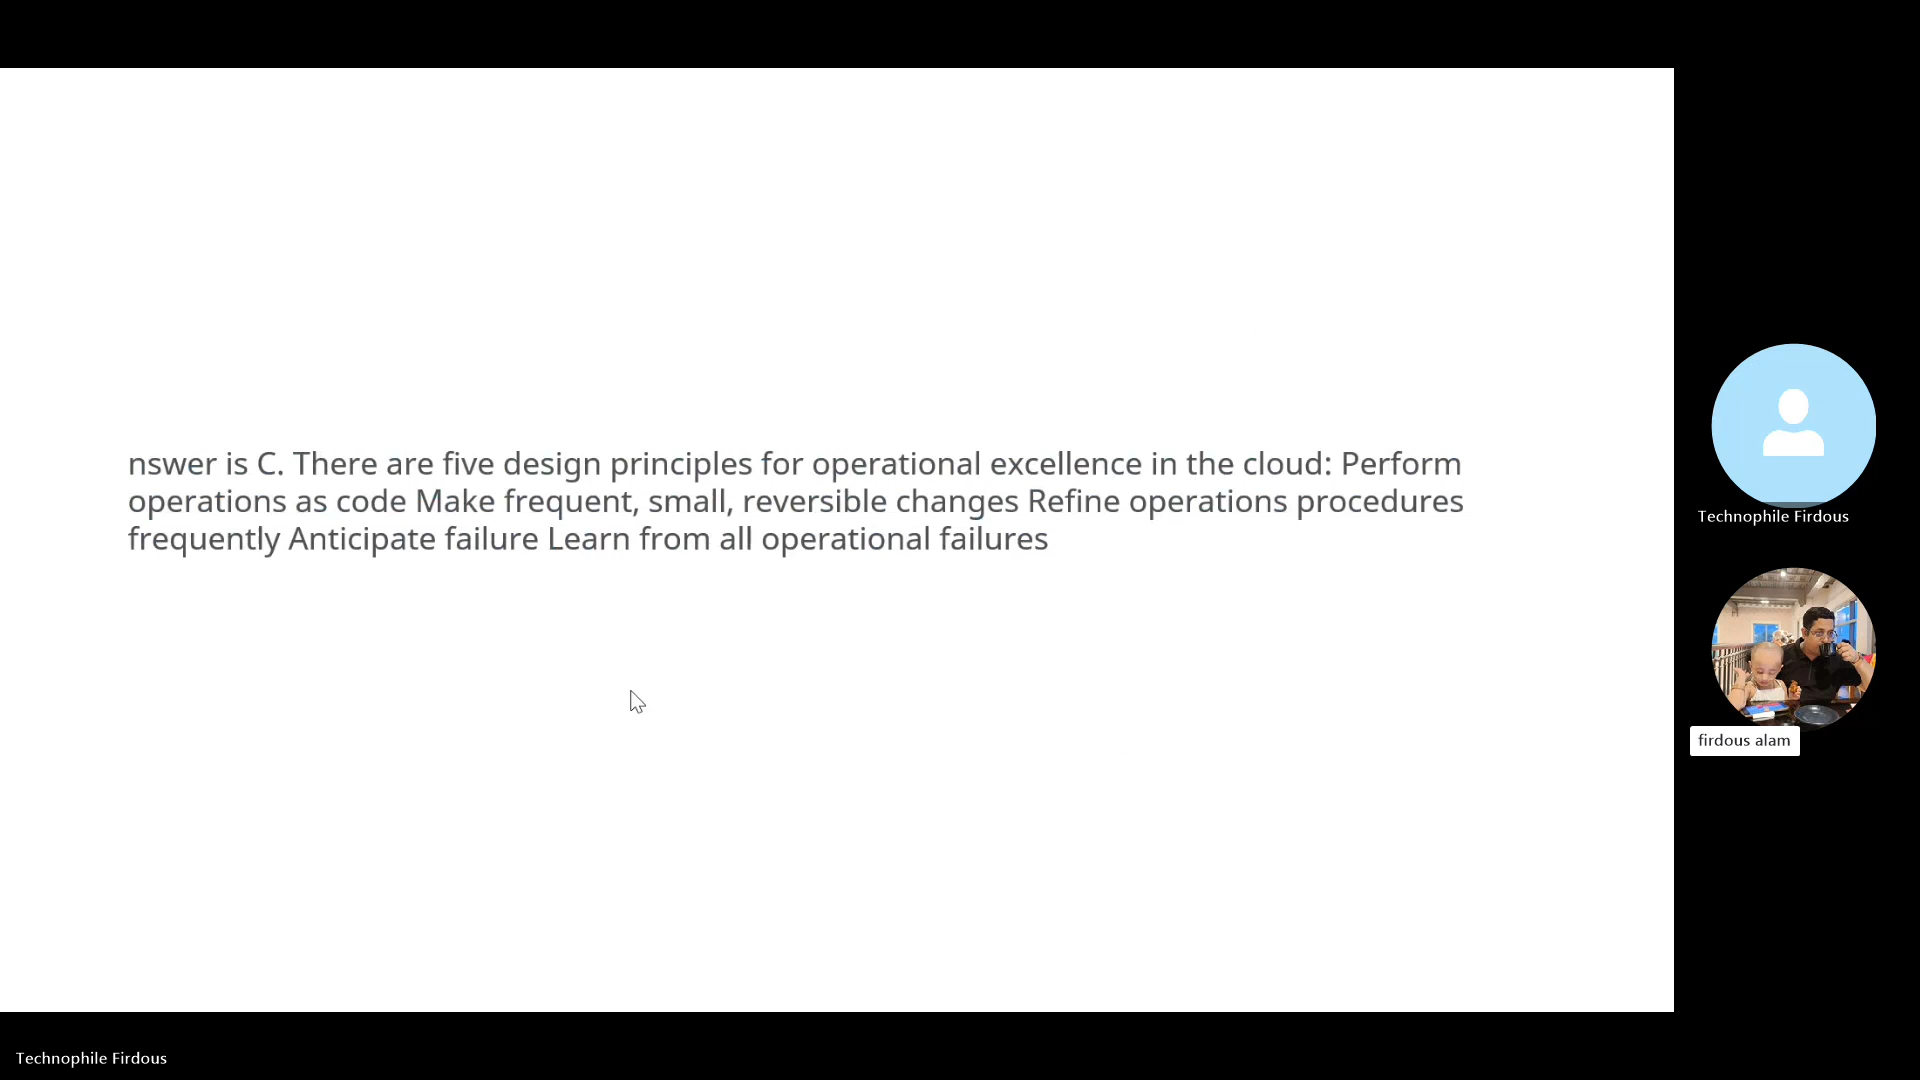 nswer is C. There are five design principles for operational excellence in the cloud: Perform
operations as code Make frequent, small, reversible changes Refine operations procedures
frequently Anticipate failure Learn from all operational failures
Technophile Firdous
firdous alam
Technophile Firdous